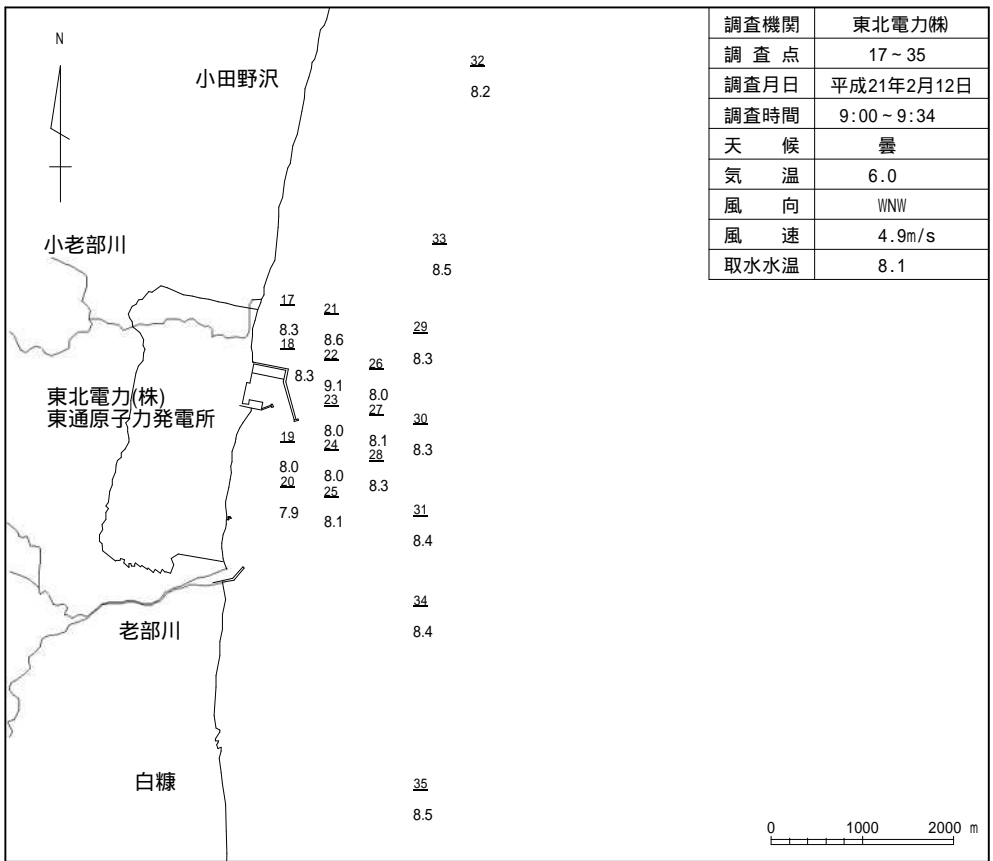 調査機関 東北電力㈱
調査点 17~35
調査月日 平成21年2月12日
調査時間 9:00~9:34
天候 曇
気温 6.0
風向 WNW
風速 4.9m/s
取水水温 8.1
N
小田野沢
32
8.2
小老部川
33
8.5
17
8.3
21
8.6
29
8.3
18
8.3
22
9.1
26
8.0
東北電力(株)
東通原子力発電所
23
8.0
27
8.1
30
8.3
19
8.0
24
8.0
28
8.3
20
7.9
25
8.1
31
8.4
34
8.4
老部川
白糠
35
8.5
0 1000 2000 m